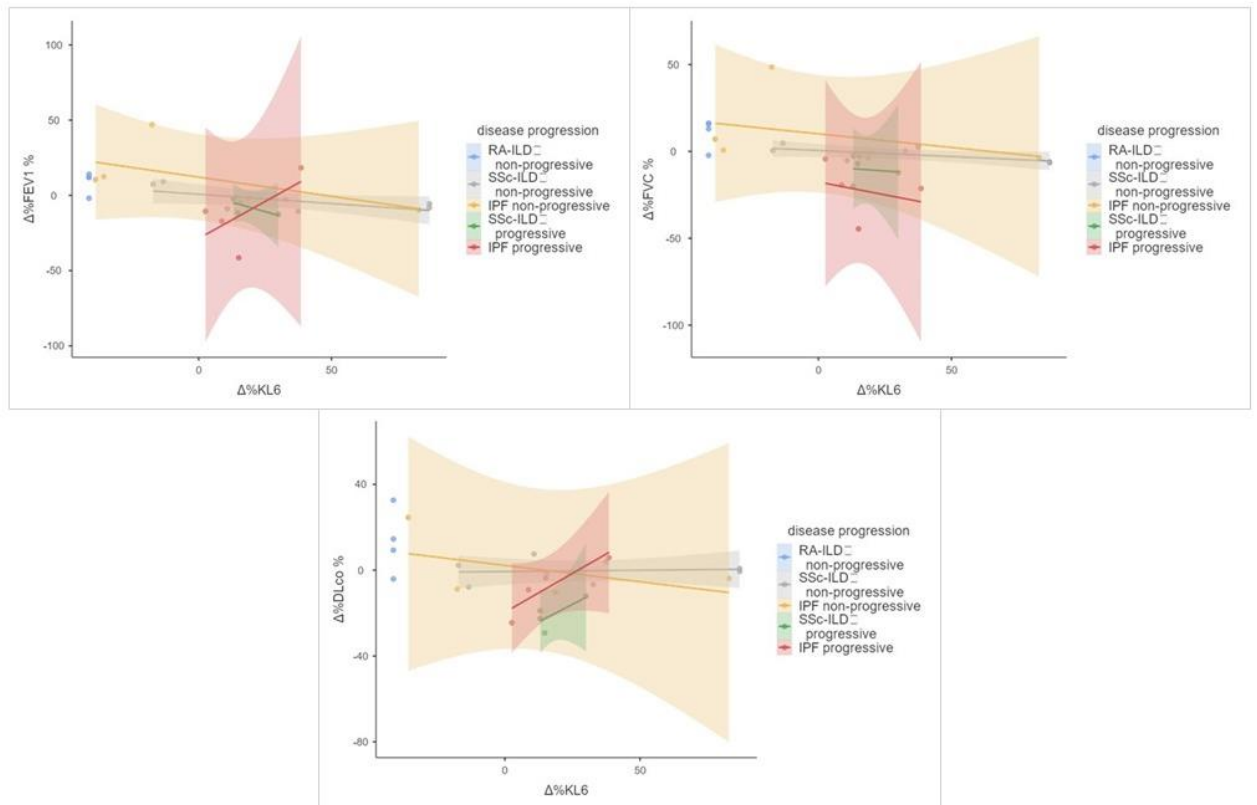 100
50
0
-50
-100
Δ%FEV1 %
0
50
Δ%KL6
disease progression
RA-ILD
non-progressive
SSc-ILD
non-progressive
IPF non-progressive
SSc-ILD
progressive
IPF progressive
50
0
-50
-100
Δ%FVC %
0
50
Δ%KL6
disease progression
RA-ILD
non-progressive
SSc-ILD
non-progressive
IPF non-progressive
SSc-ILD
progressive
IPF progressive
40
0
-40
-80
Δ%DLco %
0
50
Δ%KL6
disease progression
RA-ILD
non-progressive
SSc-ILD
non-progressive
IPF non-progressive
SSc-ILD
progressive
IPF progressive